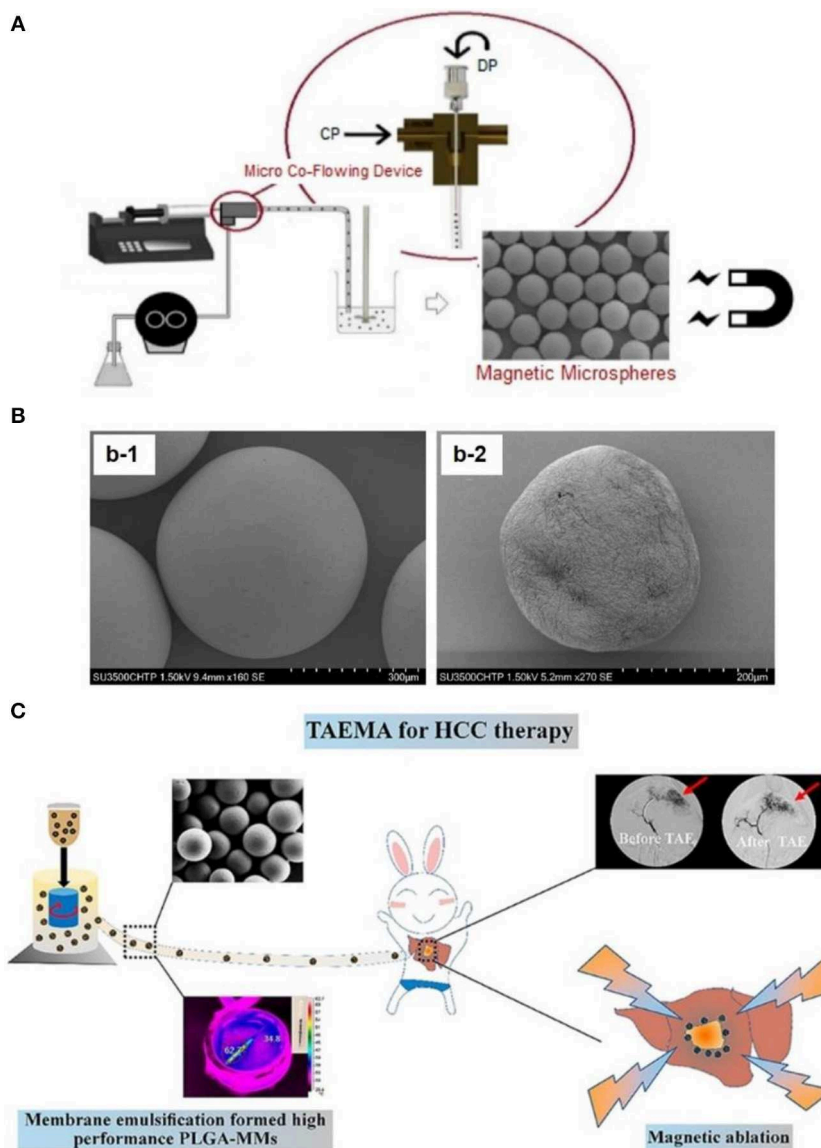 A
DP
CP
Micro Co-Flowing Device
Magnetic Microspheres
B
b-1
b-2
SU3500CHTP 1.50kV 9.4mm x160 SE
300µm
SU3500CHTP 1.50kV 5.2mm x270 SE
200µm
C
TAEMA for HCC therapy
Before TAE
After TAE
34.8
Membrane emulsification formed high
performance PLGA-MMs
Magnetic ablation